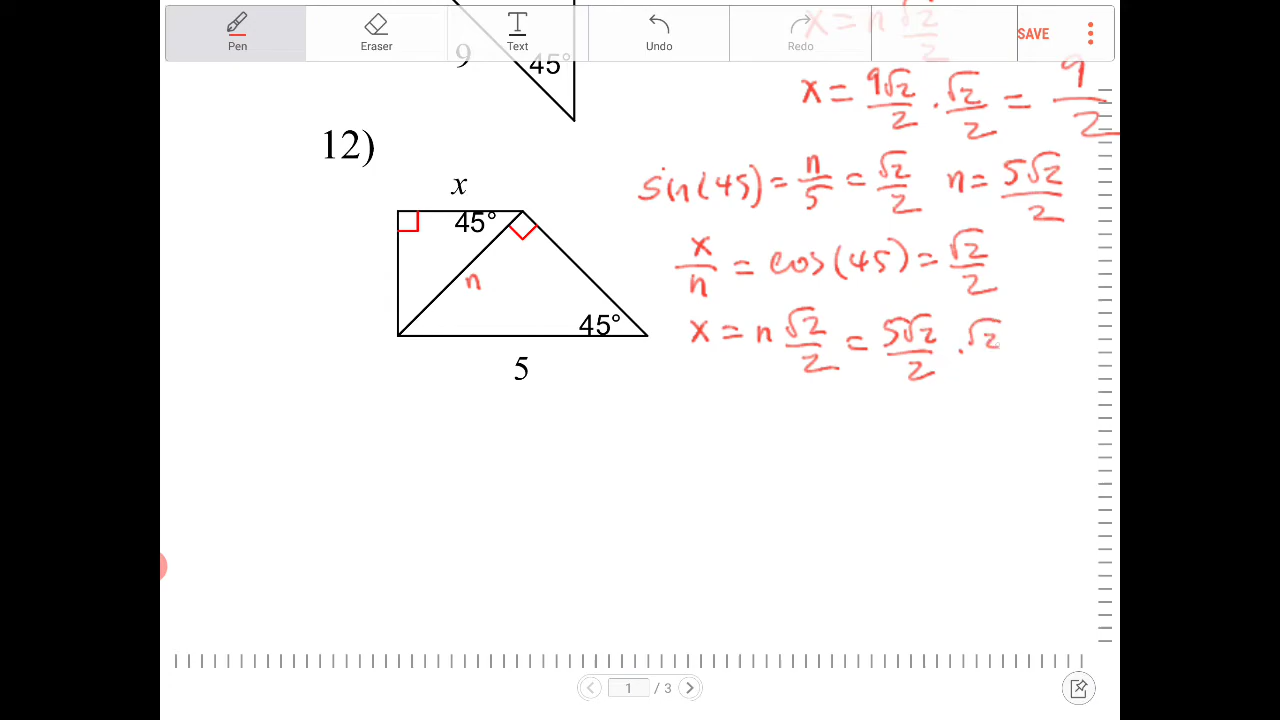 Pen Eraser Text Undo Redo SAVE
x = n √2/2
9 45°
x = 9√2/2 · √2/2 = 9/2
12)
sin(45) = n/5 = √2/2 n = 5√2/2
x
45°
x/n = cos(45) = √2/2
n
x = n √2/2 = 5√2/2 · √2
45°
5
1 / 3